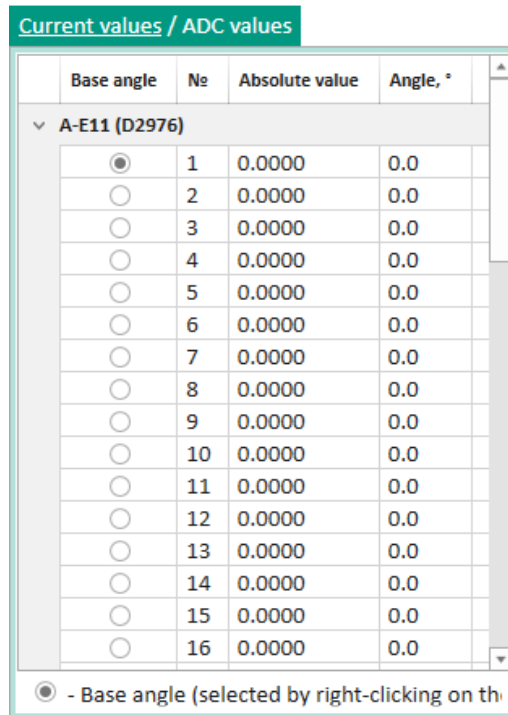 Current values / ADC values
Base angle № Absolute value Angle, °
A-E11 (D2976)
1 0.0000 0.0
2 0.0000 0.0
3 0.0000 0.0
4 0.0000 0.0
5 0.0000 0.0
6 0.0000 0.0
7 0.0000 0.0
8 0.0000 0.0
9 0.0000 0.0
10 0.0000 0.0
11 0.0000 0.0
12 0.0000 0.0
13 0.0000 0.0
14 0.0000 0.0
15 0.0000 0.0
16 0.0000 0.0
- Base angle (selected by right-clicking on